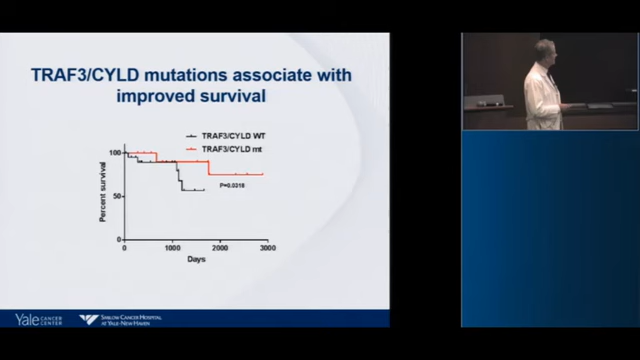 TRAF3/CYLD mutations associate with
improved survival
TRAF3/CYLD WT
TRAF3/CYLD mt
100
50
0
Percent survival
P=0.0218
0 1000 2000 3000
Days
Yale CANCER CENTER
SMILOW CANCER HOSPITAL
AT YALE-NEW HAVEN